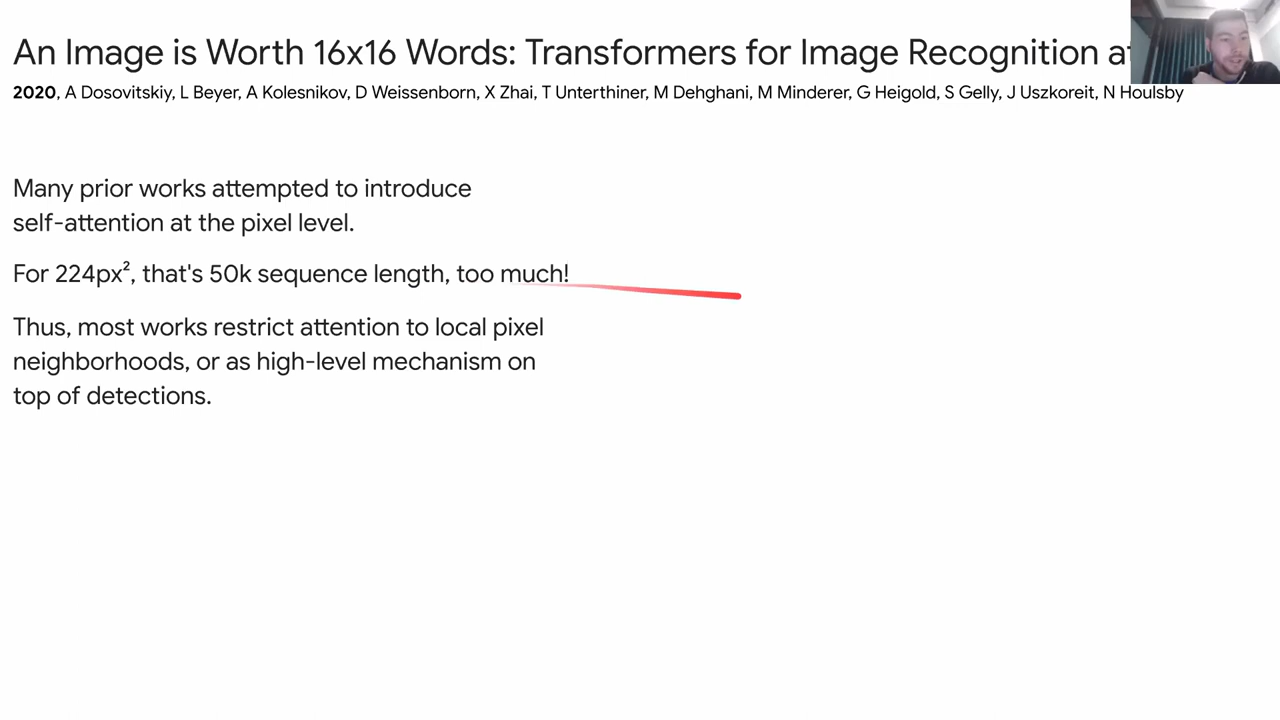 An Image is Worth 16x16 Words: Transformers for Image Recognition at
2020, A Dosovitskiy, L Beyer, A Kolesnikov, D Weissenborn, X Zhai, T Unterthiner, M Dehghani, M Minderer, G Heigold, S Gelly, J Uszkoreit, N Houlsby
Many prior works attempted to introduce
self-attention at the pixel level.
For 224px², that's 50k sequence length, too much!
Thus, most works restrict attention to local pixel
neighborhoods, or as high-level mechanism on
top of detections.